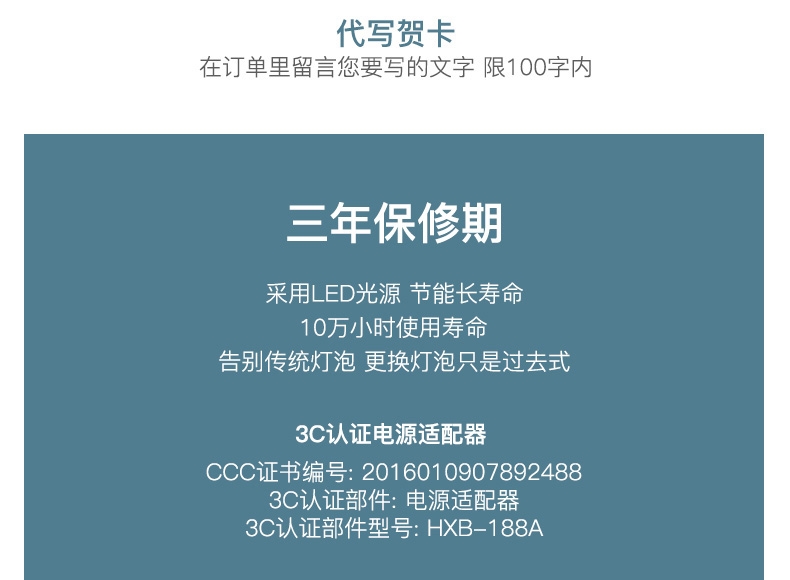 代写贺卡
在订单里留言您要写的文字 限100字内
三年保修期
采用LED光源 节能长寿命
10万小时使用寿命
告别传统灯泡 更换灯泡只是过去式
3C认证电源适配器
CCC证书编号: 2016010907892488
3C认证部件: 电源适配器
3C认证部件型号: HXB-188A